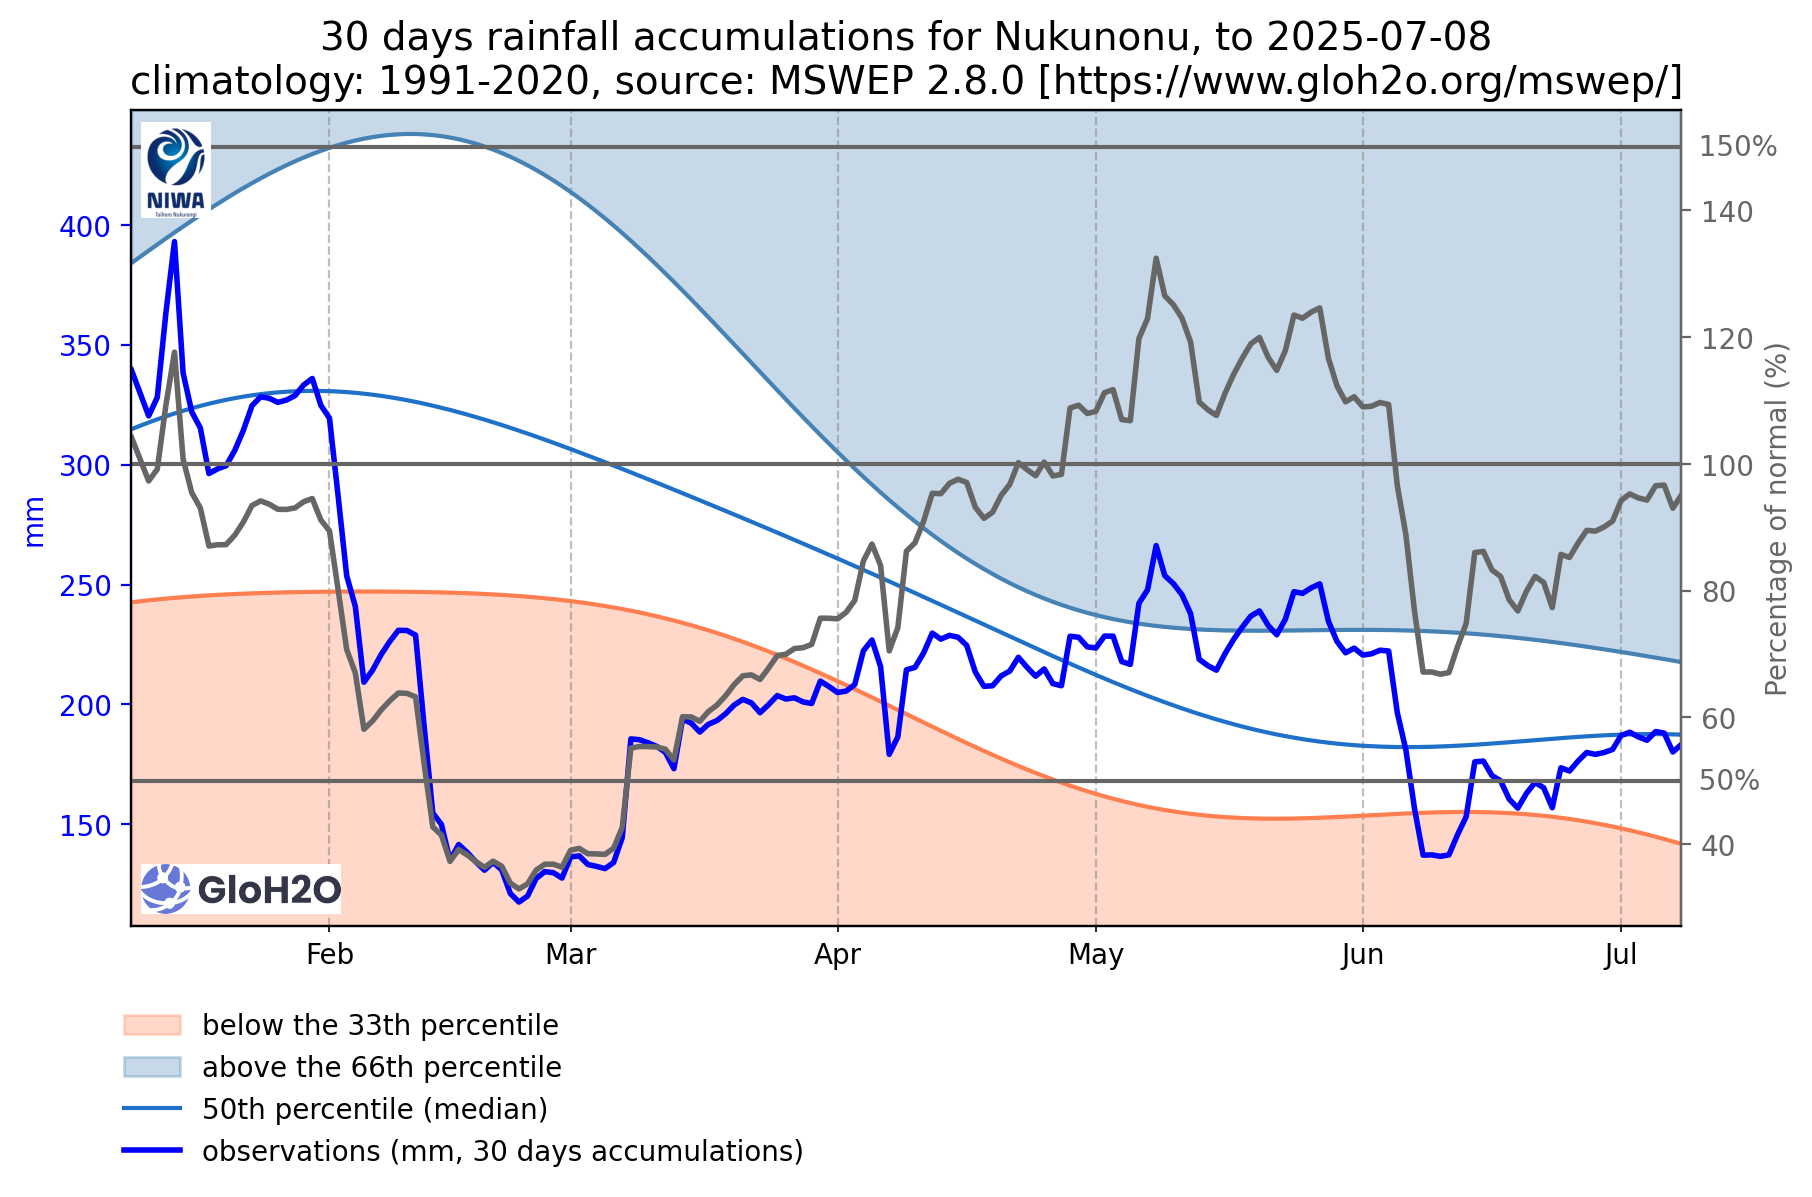 30 days rainfall accumulations for Nukunonu, to 2025-07-08
climatology: 1991-2020, source: MSWEP 2.8.0 [https://www.gloh2o.org/mswep/]
NIWA
Taihoro Nukurangi
400
350
300
250
200
150
mm
150%
140
120
100
80
60
50%
40
Percentage of normal (%)
GloH2O
Feb Mar Apr May Jun Jul
below the 33th percentile
above the 66th percentile
50th percentile (median)
observations (mm, 30 days accumulations)